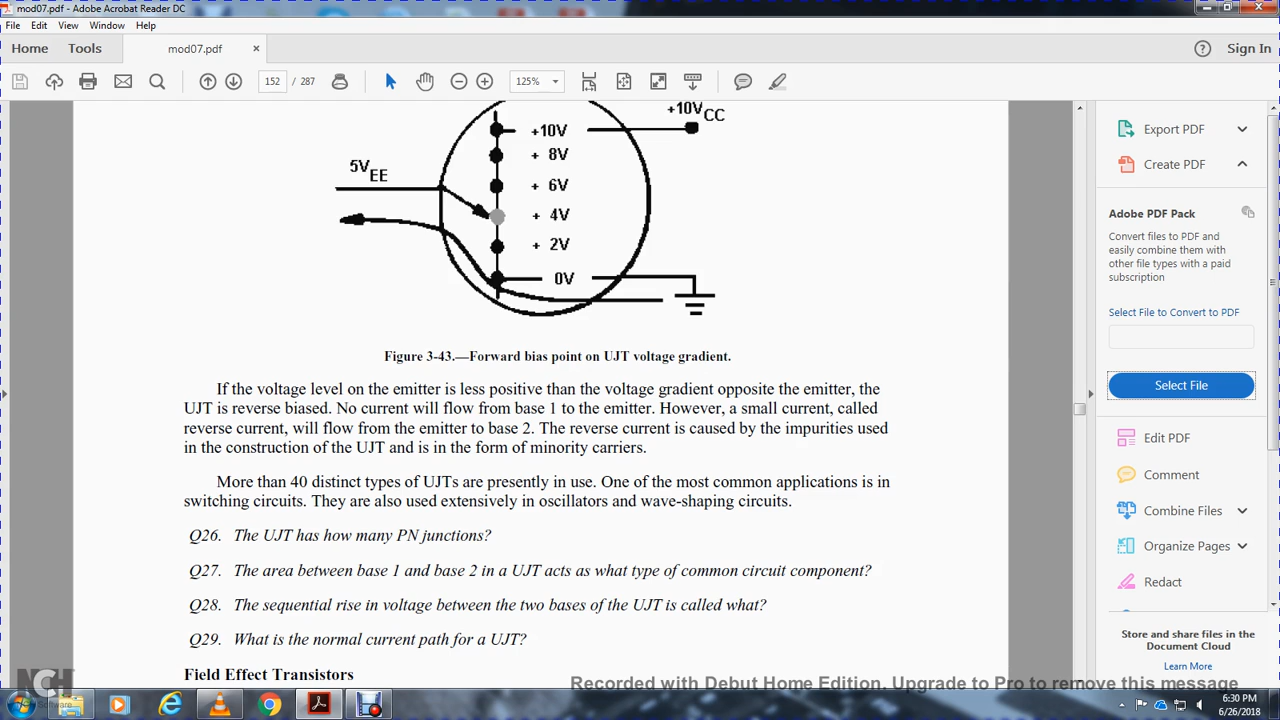 mod07.pdf - Adobe Acrobat Reader DC
File Edit View Window Help
Home Tools mod07.pdf × ? Sign In
152 / 287 125%
+10VCC
+10V
+ 8V
5VEE
+ 6V
+ 4V
+ 2V
0V
Figure 3-43.—Forward bias point on UJT voltage gradient.
If the voltage level on the emitter is less positive than the voltage gradient opposite the emitter, the
UJT is reverse biased. No current will flow from base 1 to the emitter. However, a small current, called
reverse current, will flow from the emitter to base 2. The reverse current is caused by the impurities used
in the construction of the UJT and is in the form of minority carriers.
More than 40 distinct types of UJTs are presently in use. One of the most common applications is in
switching circuits. They are also used extensively in oscillators and wave-shaping circuits.
Q26. The UJT has how many PN junctions?
Q27. The area between base 1 and base 2 in a UJT acts as what type of common circuit component?
Q28. The sequential rise in voltage between the two bases of the UJT is called what?
Q29. What is the normal current path for a UJT?
Field Effect Transistors
Export PDF
Create PDF
Adobe PDF Pack
Convert files to PDF and
easily combine them with
other file types with a paid
subscription
Select File to Convert to PDF
Select File
Edit PDF
Comment
Combine Files
Organize Pages
Redact
Store and share files in the
Document Cloud
Learn More
NCH
Software
Recorded with Debut Home Edition. Upgrade to Pro to remove this message
6:30 PM
6/26/2018